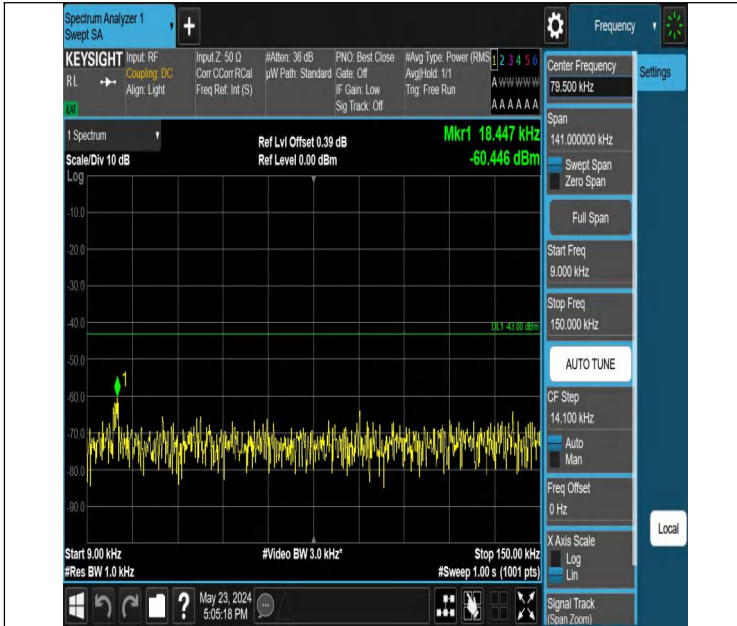 Spectrum Analyzer 1
Swept SA
+
Frequency
KEYSIGHT
RL
Input: RF
Coupling: DC
Align: Light
Input Z: 50 Ω
Corr CCorr RCal
Freq Ref: Int (S)
#Atten: 36 dB
µW Path: Standard
PNO: Best Close
Gate: Off
IF Gain: Low
Sig Track: Off
#Avg Type: Power (RMS
Avg|Hold: 1/1
Trig: Free Run
1 2 3 4 5 6
A W W W W W
A A A A A A
1 Spectrum
Scale/Div 10 dB
Log
Ref Lvl Offset 0.39 dB
Ref Level 0.00 dBm
Mkr1 18.447 kHz
-60.446 dBm
-10.0
-20.0
-30.0
-40.0
-50.0
-60.0
-70.0
-80.0
-90.0
DL1 -43.00 dBm
1
Start 9.00 kHz
#Res BW 1.0 kHz
#Video BW 3.0 kHz*
Stop 150.00 kHz
#Sweep 1.00 s (1001 pts)
?
May 23, 2024
5:05:18 PM
Center Frequency
79.500 kHz
Settings
Span
141.000000 kHz
Swept Span
Zero Span
Full Span
Start Freq
9.000 kHz
Stop Freq
150.000 kHz
AUTO TUNE
CF Step
14.100 kHz
Auto
Man
Freq Offset
0 Hz
Local
X Axis Scale
Log
Lin
Signal Track
(Span Zoom)